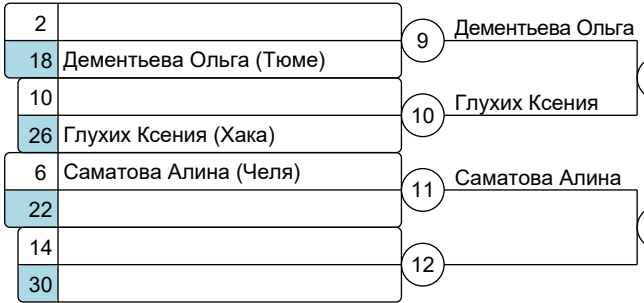 2
9
Дементьева Ольга
18 Дементьева Ольга (Тюме)
10
10
Глухих Ксения
26 Глухих Ксения (Хака)
6 Саматова Алина (Челя)
11
Саматова Алина
22
14
12
30